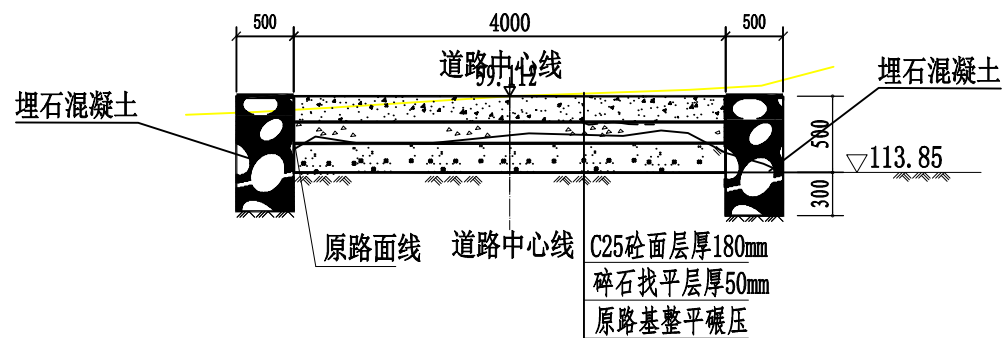 500
4000
500
道路中心线
埋石混凝土
埋石混凝土
500
▽113.85
300
原路面线
道路中心线
C25砼面层厚180mm
碎石找平层厚50mm
原路基整平碾压